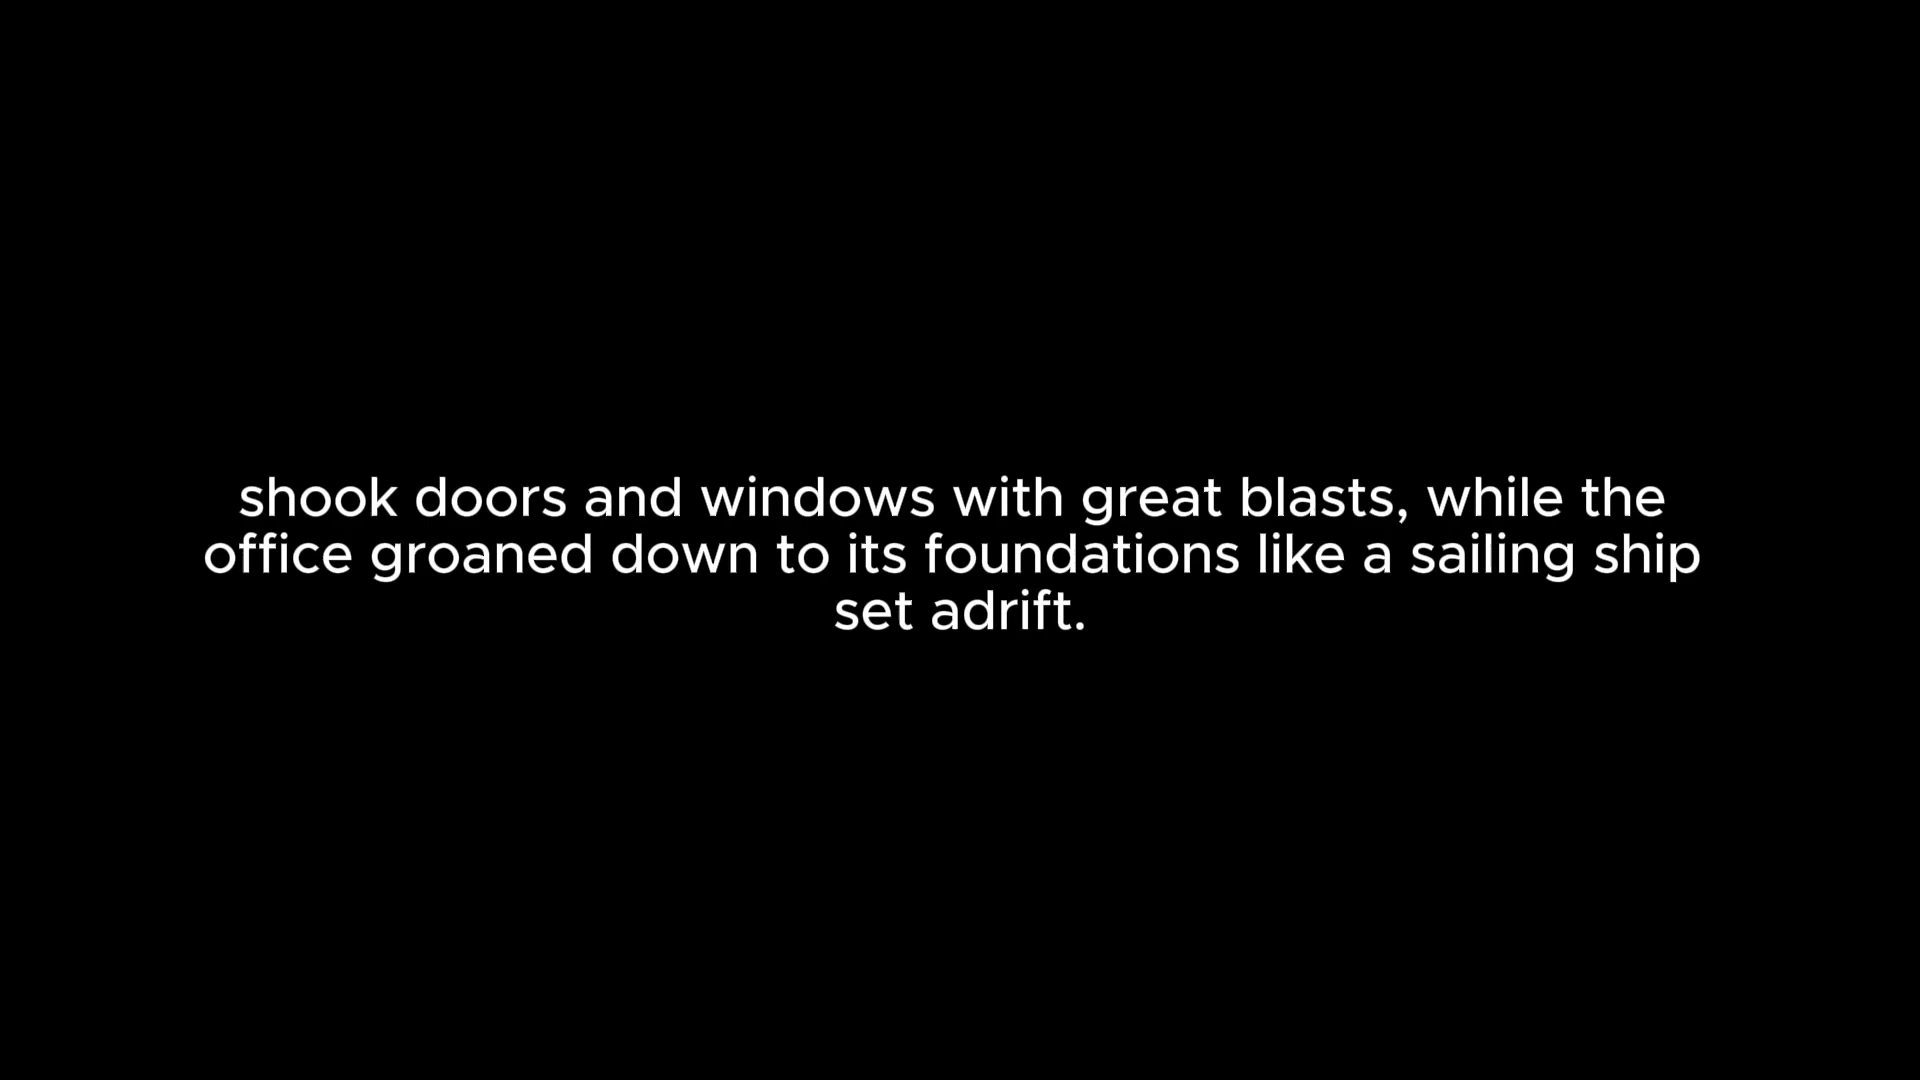 shook doors and windows with great blasts, while the
office groaned down to its foundations like a sailing ship
set adrift.